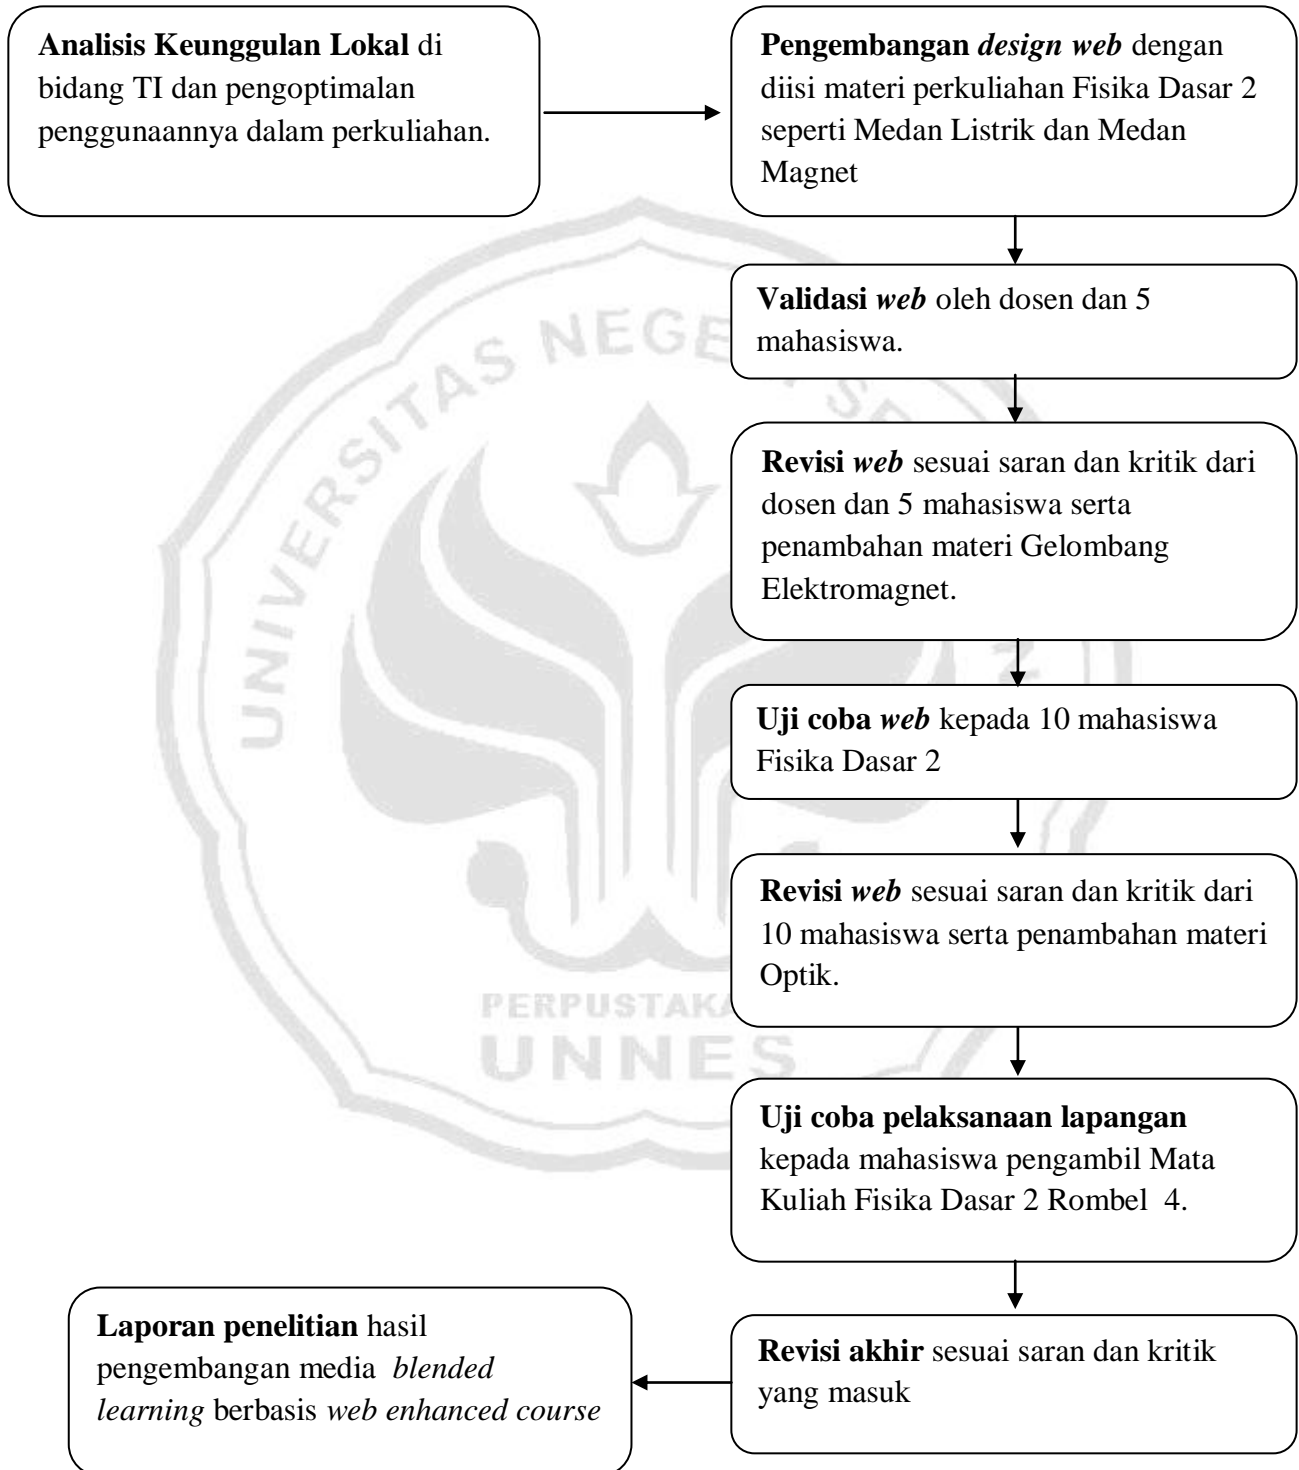 Analisis Keunggulan Lokal di
bidang TI dan pengoptimalan
penggunaannya dalam perkuliahan.
Pengembangan design web dengan
diisi materi perkuliahan Fisika Dasar 2
seperti Medan Listrik dan Medan
Magnet
Validasi web oleh dosen dan 5
mahasiswa.
Revisi web sesuai saran dan kritik dari
dosen dan 5 mahasiswa serta
penambahan materi Gelombang
Elektromagnet.
Uji coba web kepada 10 mahasiswa
Fisika Dasar 2
Revisi web sesuai saran dan kritik dari
10 mahasiswa serta penambahan materi
Optik.
Uji coba pelaksanaan lapangan
kepada mahasiswa pengambil Mata
Kuliah Fisika Dasar 2 Rombel 4.
Revisi akhir sesuai saran dan kritik
yang masuk
Laporan penelitian hasil
pengembangan media blended
learning berbasis web enhanced course
UNIVERSITAS
UNNES